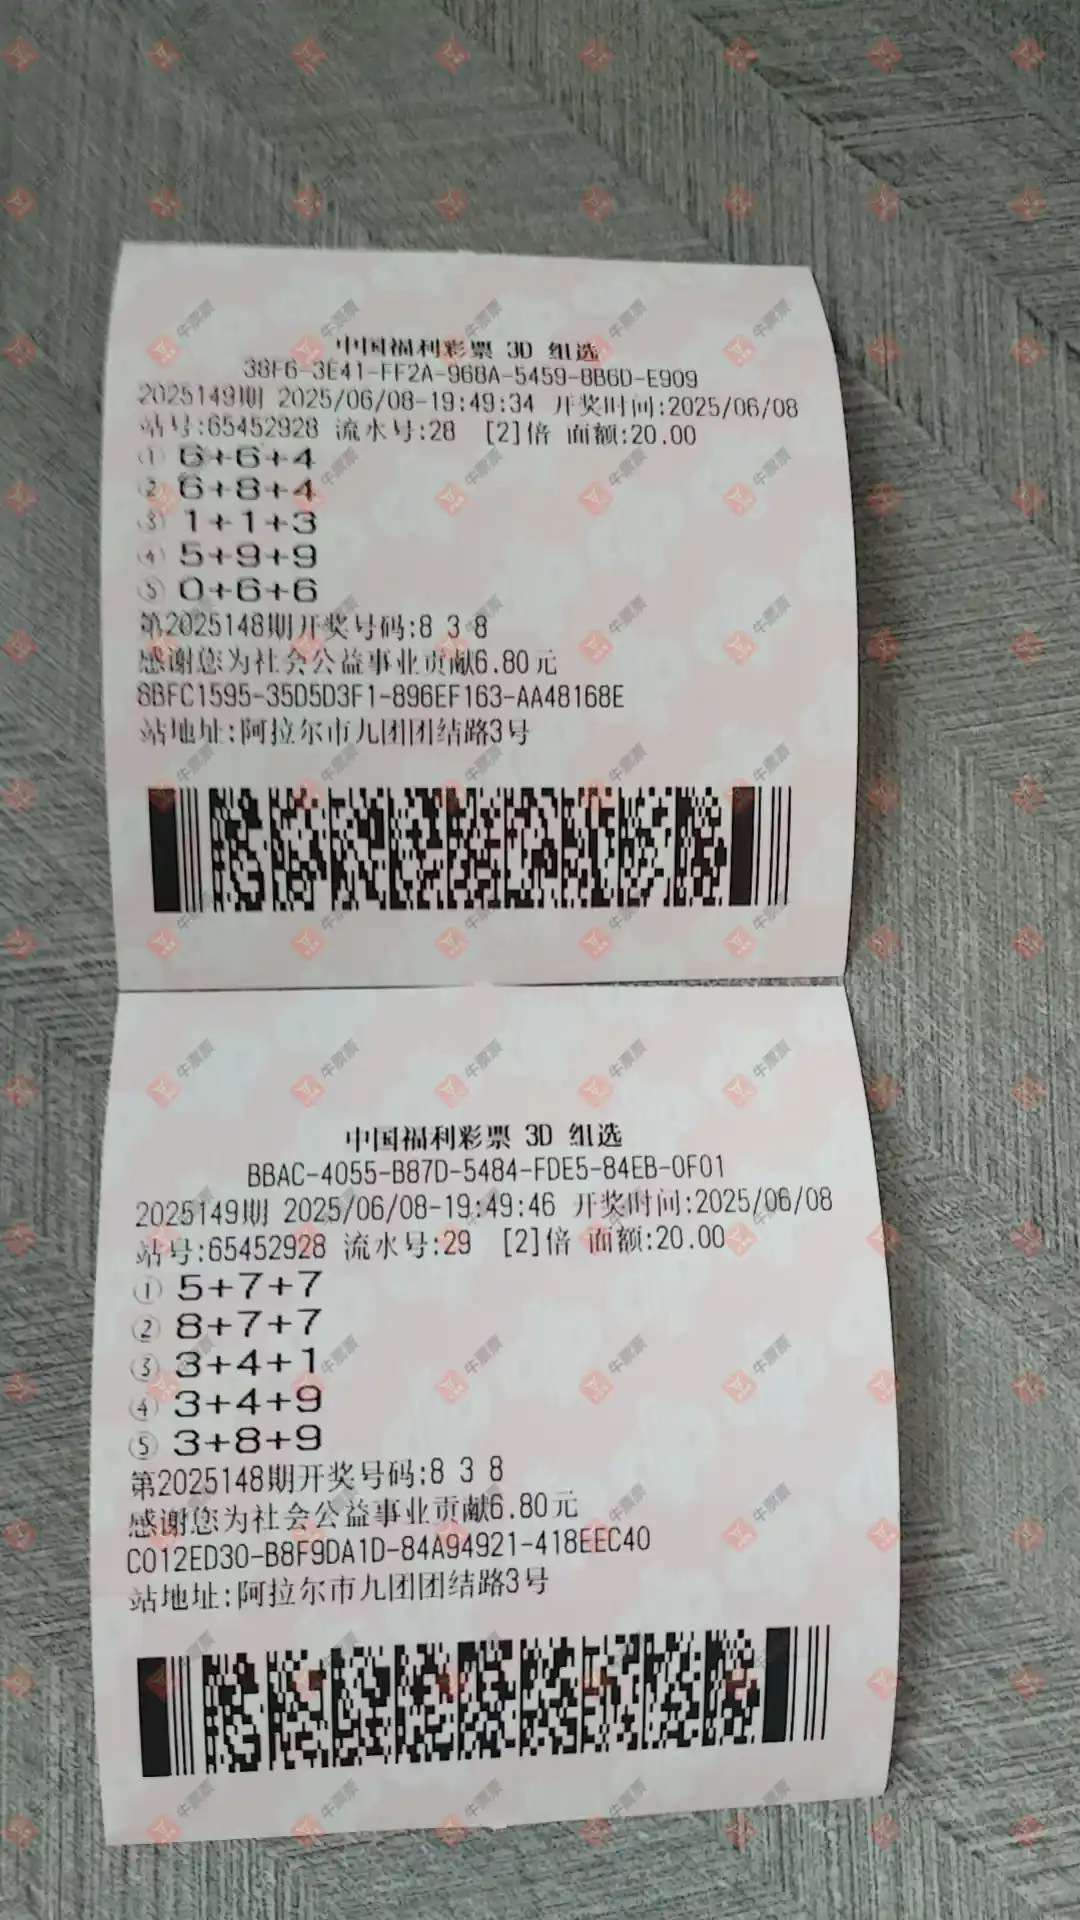 中国福利彩票 3D 组选
38F6-3E41-FF2A-968A-5459-8B6D-E909
2025149期 2025/06/08-19:49:34 开奖时间:2025/06/08
站号:65452928 流水号:28 [2]倍 面额:20.00
① 6+6+4
② 6+8+4
③ 1+1+3
④ 5+9+9
⑤ 0+6+6
第2025148期开奖号码:8 3 8
感谢您为社会公益事业贡献6.80元
8BFC1595-35D5D3F1-896EF163-AA48168E
站地址:阿拉尔市九团团结路3号
中国福利彩票 3D 组选
BBAC-4055-B87D-5484-FDE5-84EB-0F01
2025149期 2025/06/08-19:49:46 开奖时间:2025/06/08
站号:65452928 流水号:29 [2]倍 面额:20.00
① 5+7+7
② 8+7+7
③ 3+4+1
④ 3+4+9
⑤ 3+8+9
第2025148期开奖号码:8 3 8
感谢您为社会公益事业贡献6.80元
C012ED30-B8F9DA1D-84A94921-418EEC40
站地址:阿拉尔市九团团结路3号